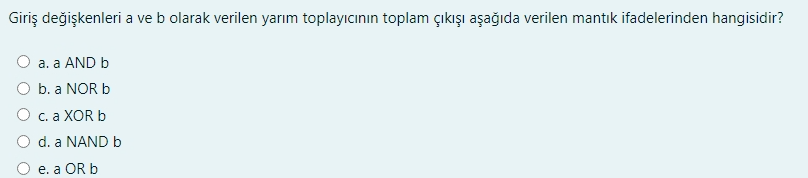 Giriş değişkenleri a ve b olarak verilen yarım toplayıcının toplam çıkışı aşağıda verilen mantık ifadelerinden hangisidir?
a. a AND b
b. a NOR b
c. a XOR b
d. a NAND b
e. a OR b